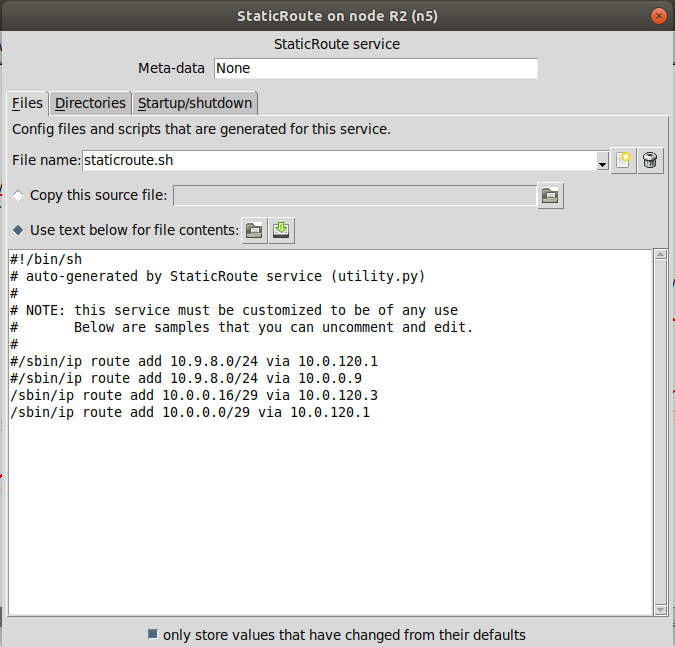 StaticRoute on node R2 (n5)
StaticRoute service
Meta-data None
Files Directories Startup/shutdown
Config files and scripts that are generated for this service.
File name: staticroute.sh
Copy this source file:
Use text below for file contents:
#!/bin/sh
# auto-generated by StaticRoute service (utility.py)
#
# NOTE: this service must be customized to be of any use
#       Below are samples that you can uncomment and edit.
#
#/sbin/ip route add 10.9.8.0/24 via 10.0.120.1
#/sbin/ip route add 10.9.8.0/24 via 10.0.0.9
/sbin/ip route add 10.0.0.16/29 via 10.0.120.3
/sbin/ip route add 10.0.0.0/29 via 10.0.120.1
only store values that have changed from their defaults